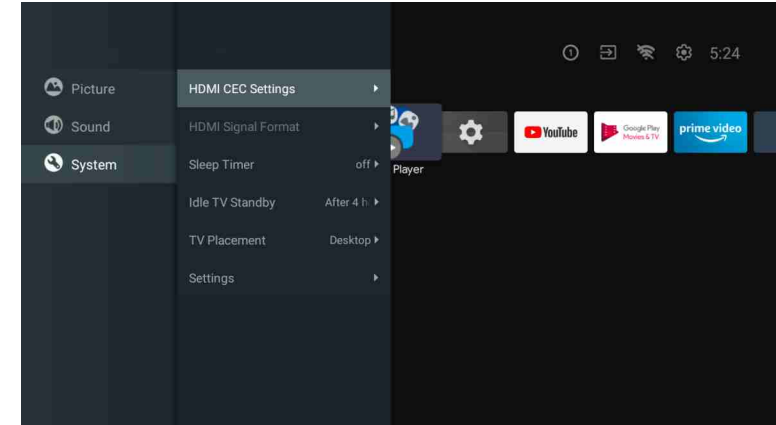 1
5:24
Picture
Sound
System
HDMI CEC Settings
HDMI Signal Format
Sleep Timer off
Idle TV Standby After 4 h
TV Placement Desktop
Settings
Player
YouTube
Google Play
Movies & TV
prime video